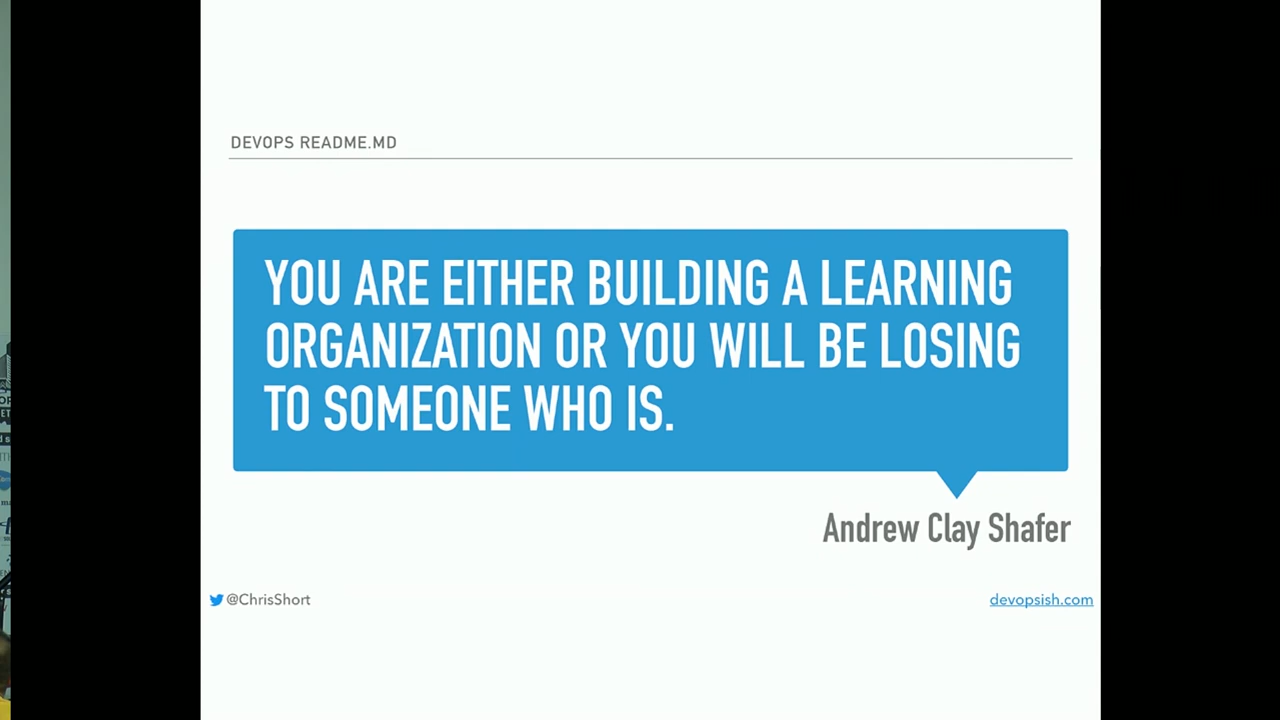 DEVOPS README.MD
YOU ARE EITHER BUILDING A LEARNING
ORGANIZATION OR YOU WILL BE LOSING
TO SOMEONE WHO IS.
Andrew Clay Shafer
@ChrisShort
devopsish.com